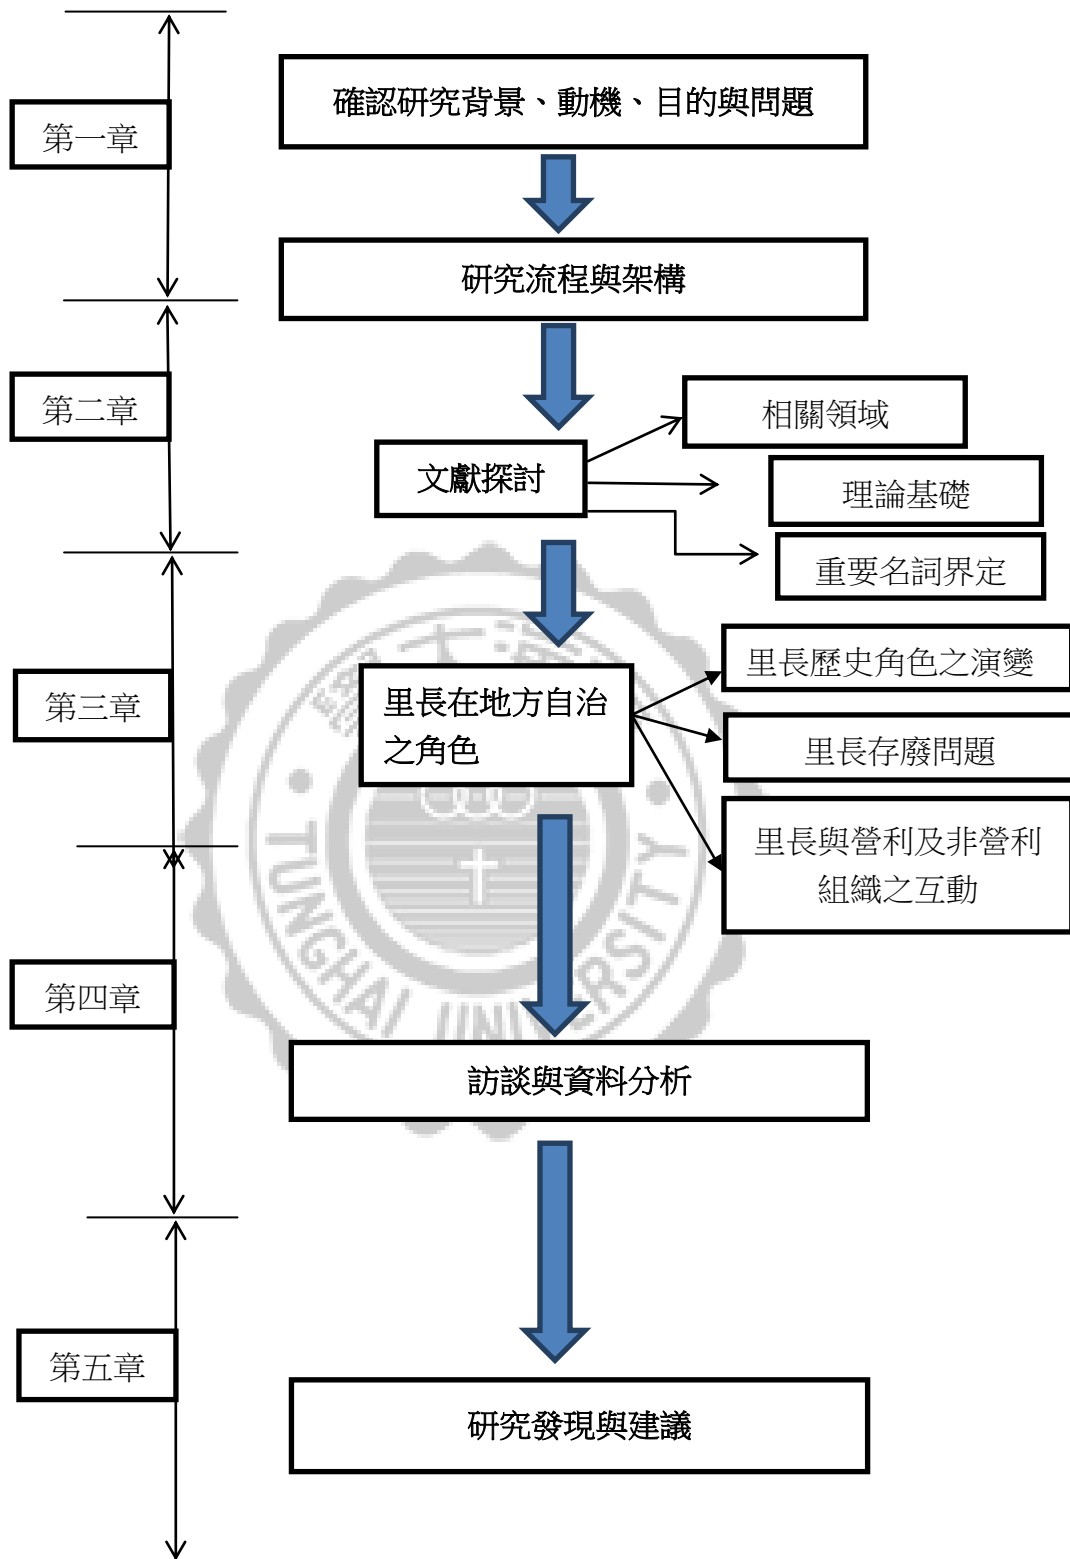 第一章
確認研究背景、動機、目的與問題
研究流程與架構
第二章
文獻探討
相關領域
理論基礎
重要名詞界定
第三章
里長在地方自治
之角色
里長歷史角色之演變
里長存廢問題
里長與營利及非營利
組織之互動
TUNGHAI UNIVERSITY
第四章
訪談與資料分析
第五章
研究發現與建議